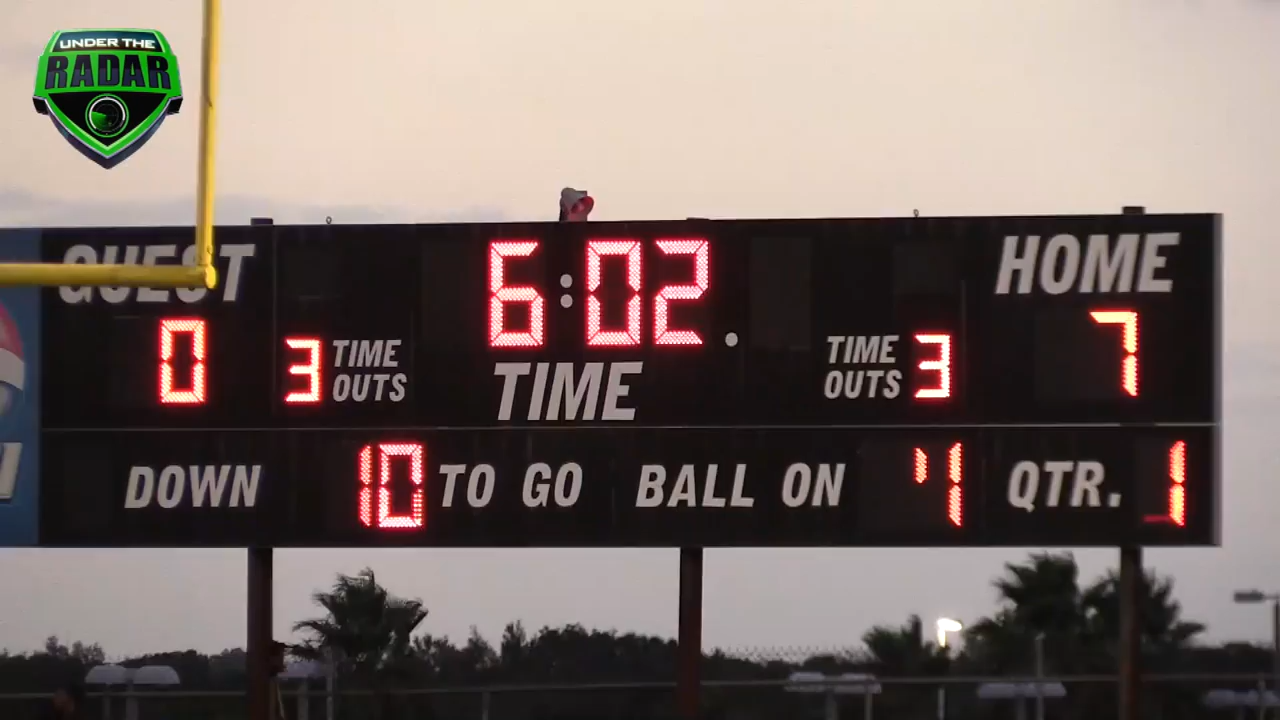 UNDER THE
RADAR
GUEST
6:02.
HOME
0
3
TIME
OUTS
TIME
TIME
OUTS
3
7
DOWN
10
TO GO
BALL ON
QTR.
1